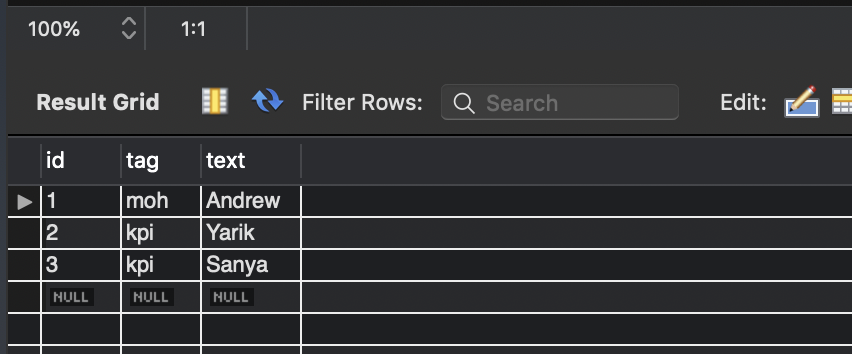 100% 1:1
Result Grid Filter Rows: Search Edit:
id tag text
1 moh Andrew
2 kpi Yarik
3 kpi Sanya
NULL NULL NULL